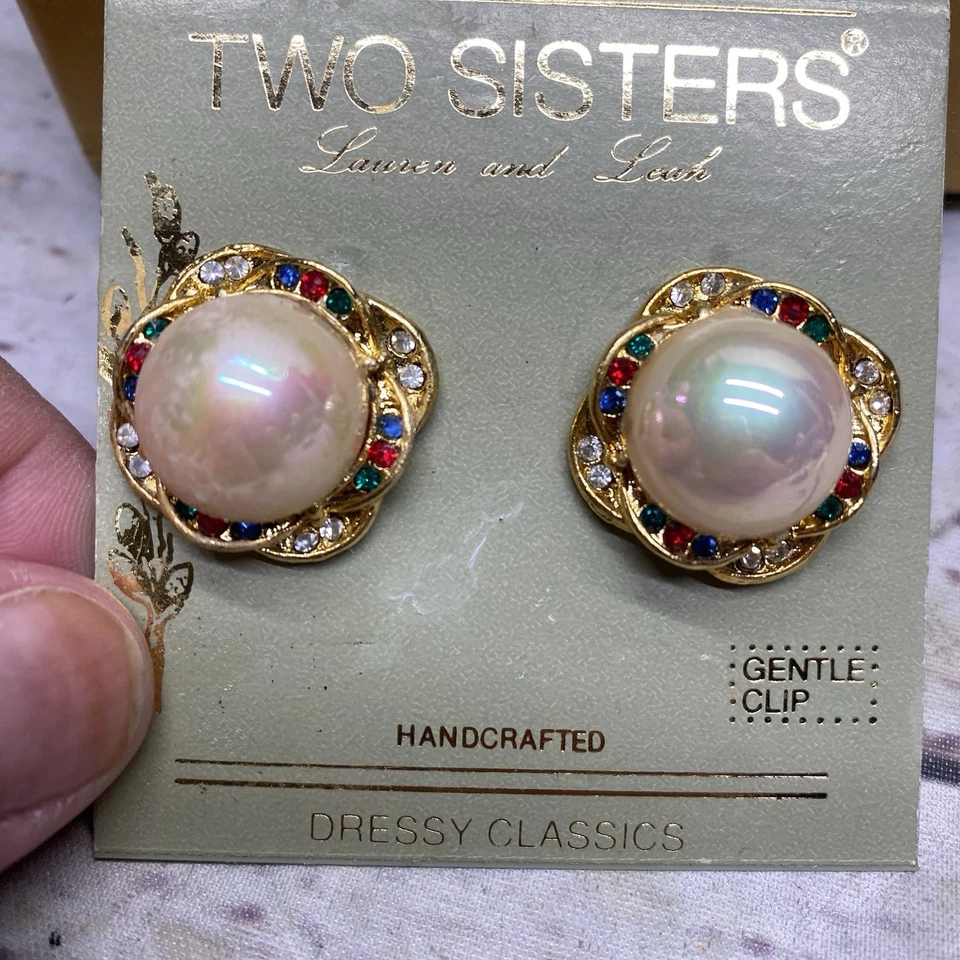 TWO SISTERS®
Lauren and Leah
GENTLE
CLIP
HANDCRAFTED
DRESSY CLASSICS